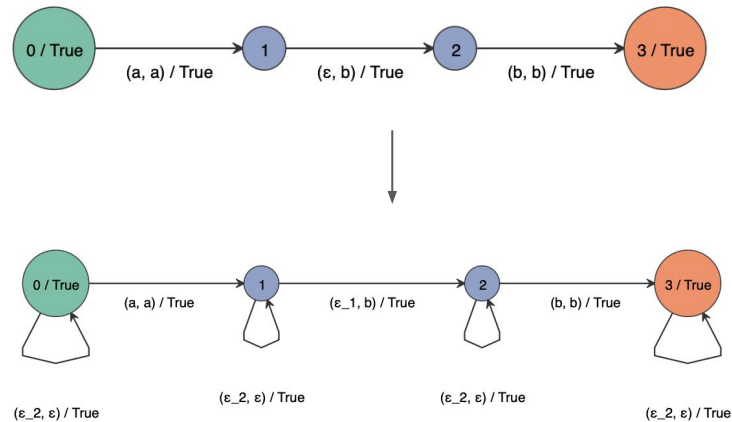 0 / True
1
2
3 / True
(a, a) / True
(ε, b) / True
(b, b) / True
0 / True
1
2
3 / True
(a, a) / True
(ε_1, b) / True
(b, b) / True
(ε_2, ε) / True
(ε_2, ε) / True
(ε_2, ε) / True
(ε_2, ε) / True